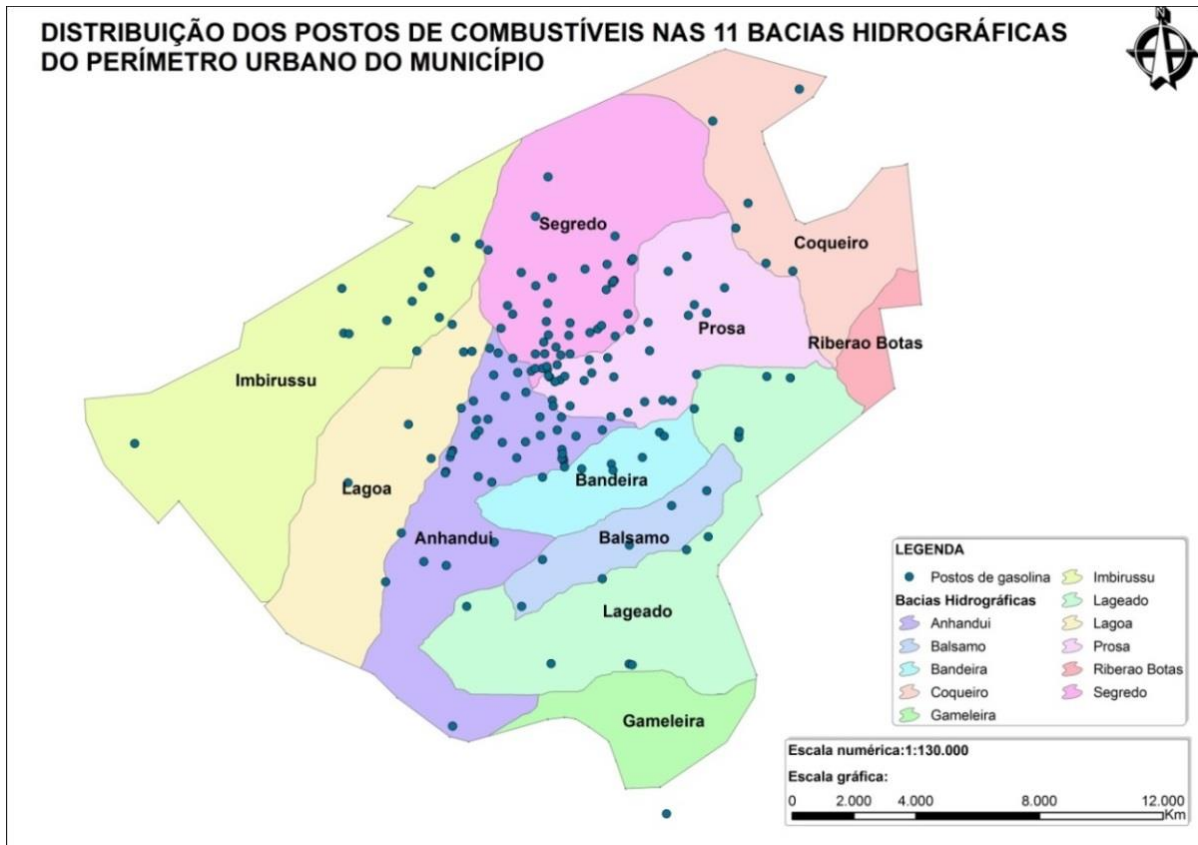 DISTRIBUIÇÃO DOS POSTOS DE COMBUSTÍVEIS NAS 11 BACIAS HIDROGRÁFICAS
DO PERÍMETRO URBANO DO MUNICÍPIO
N
Segredo
Coqueiro
Prosa
Riberao Botas
Imbirussu
Lagoa
Bandeira
Anhandui
Balsamo
Lageado
Gameleira
LEGENDA
Postos de gasolina
Bacias Hidrográficas
Anhandui
Balsamo
Bandeira
Coqueiro
Gameleira
Imbirussu
Lageado
Lagoa
Prosa
Riberao Botas
Segredo
Escala numérica:1:130.000
Escala gráfica:
0 2.000 4.000 8.000 12.000
Km